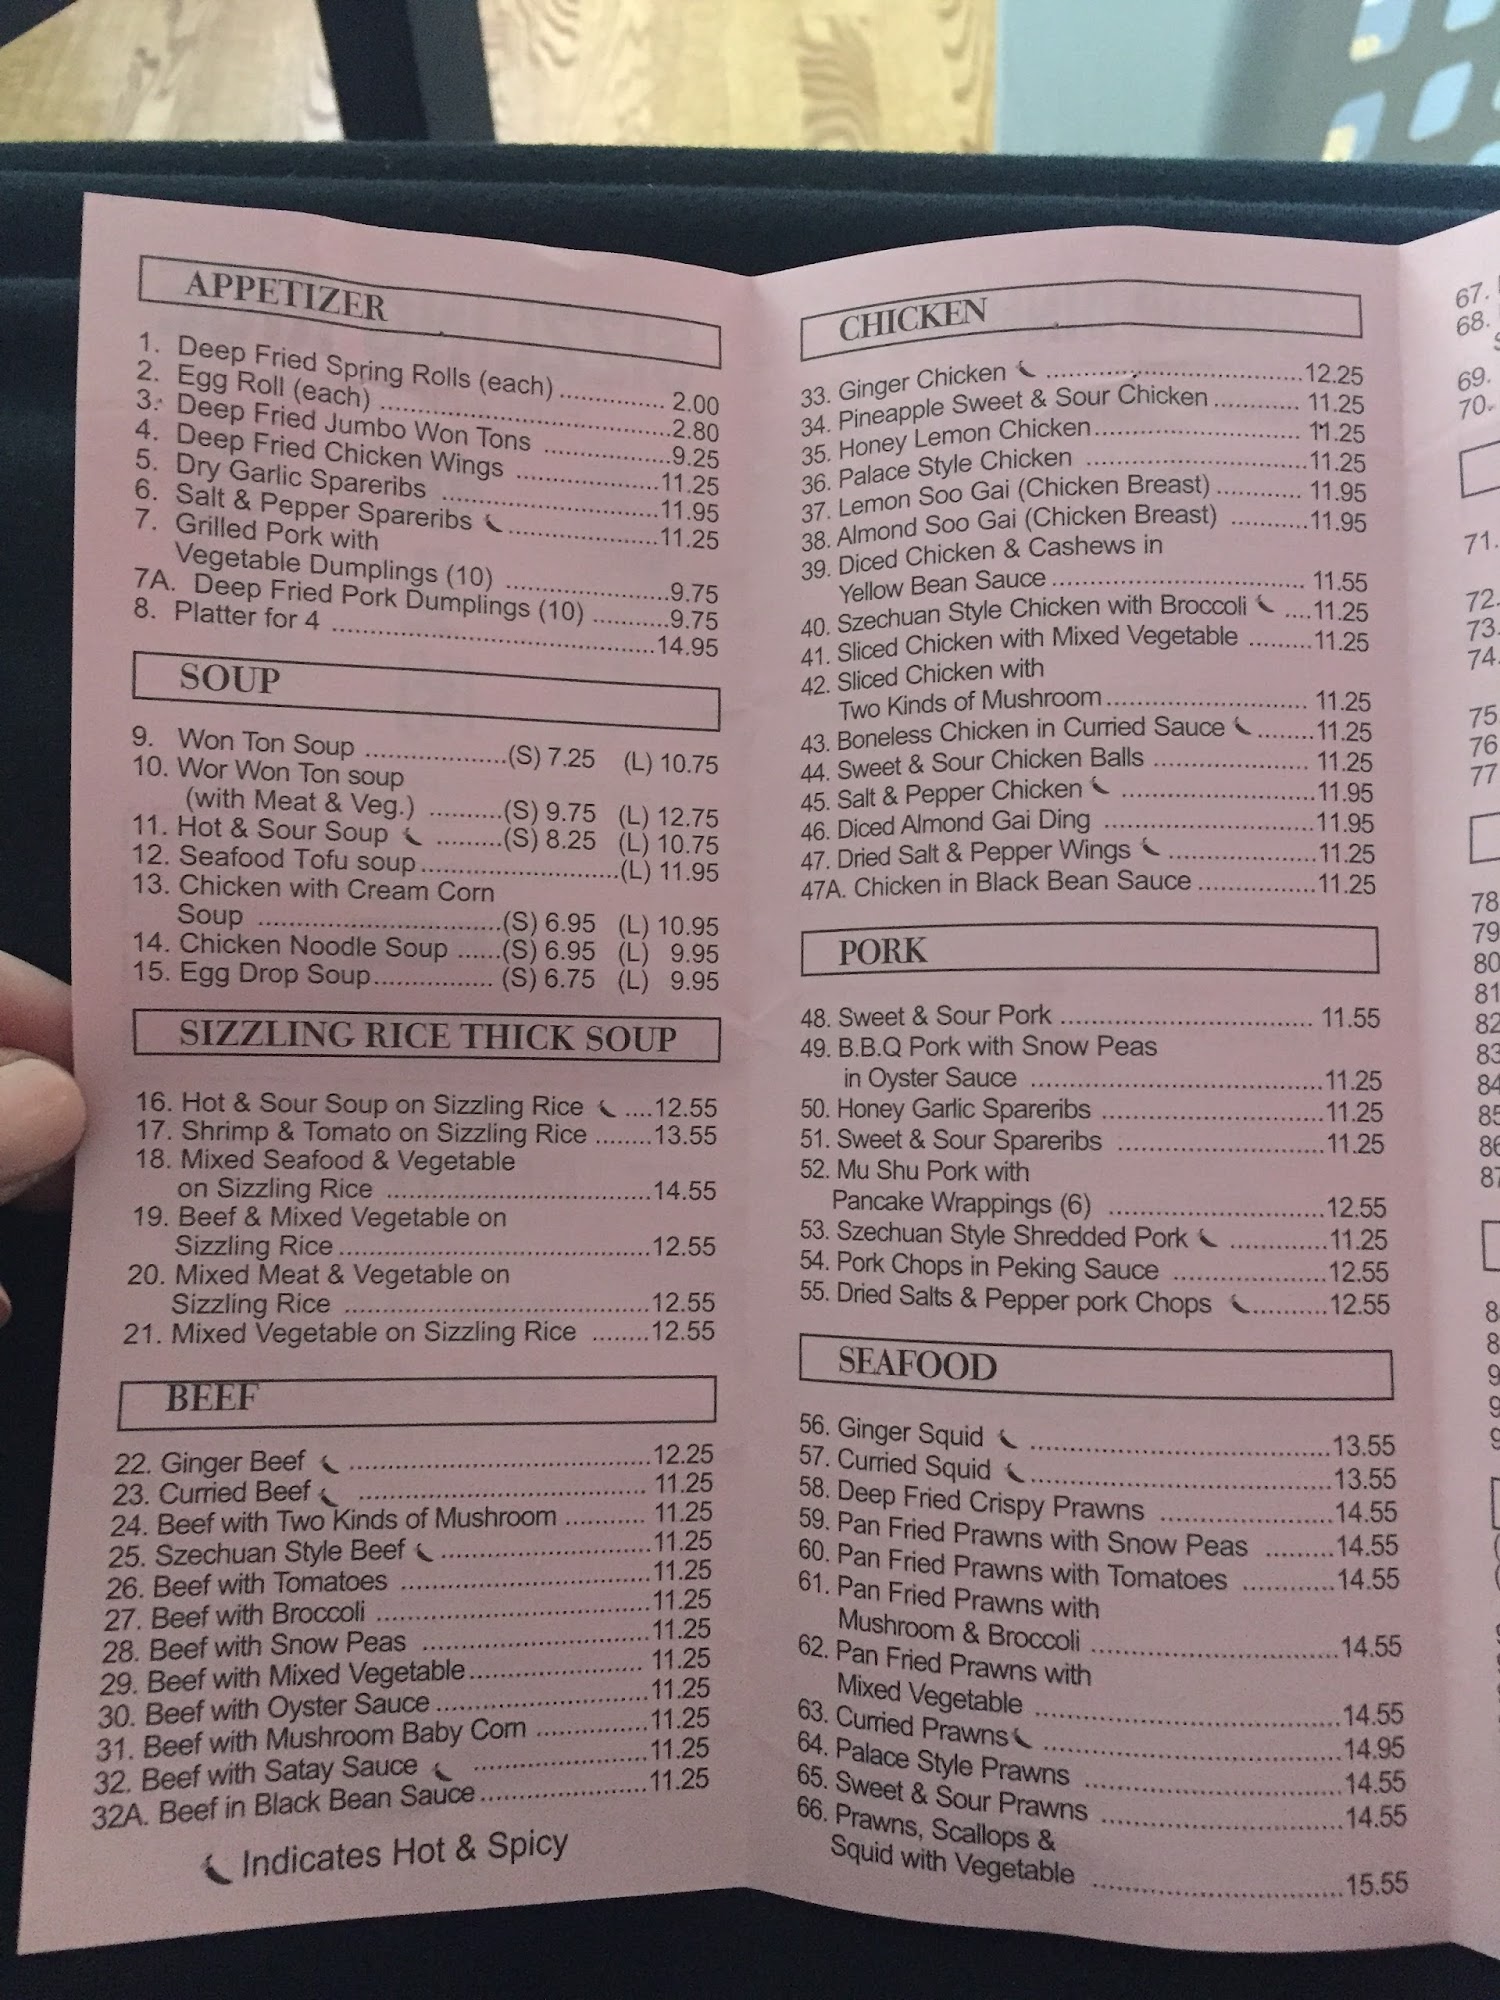 APPETIZER
1. Deep Fried Spring Rolls (each) ............. 2.00
2. Egg Roll (each) ....................................2.80
3. Deep Fried Jumbo Won Tons ................9.25
4. Deep Fried Chicken Wings ..................11.25
5. Dry Garlic Spareribs ...........................11.95
6. Salt & Pepper Spareribs ...................11.25
7. Grilled Pork with
Vegetable Dumplings (10) ....................9.75
7A. Deep Fried Pork Dumplings (10) ..........9.75
8. Platter for 4 ........................................14.95
SOUP
9. Won Ton Soup ...................(S) 7.25 (L) 10.75
10. Wor Won Ton soup
(with Meat & Veg.) ..........(S) 9.75 (L) 12.75
11. Hot & Sour Soup .........(S) 8.25 (L) 10.75
12. Seafood Tofu soup..........................(L) 11.95
13. Chicken with Cream Corn
Soup ................................(S) 6.95 (L) 10.95
14. Chicken Noodle Soup ......(S) 6.95 (L) 9.95
15. Egg Drop Soup................ (S) 6.75 (L) 9.95
SIZZLING RICE THICK SOUP
16. Hot & Sour Soup on Sizzling Rice ....12.55
17. Shrimp & Tomato on Sizzling Rice ........13.55
18. Mixed Seafood & Vegetable
on Sizzling Rice ...................................14.55
19. Beef & Mixed Vegetable on
Sizzling Rice.........................................12.55
20. Mixed Meat & Vegetable on
Sizzling Rice ........................................12.55
21. Mixed Vegetable on Sizzling Rice ........12.55
BEEF
22. Ginger Beef ........................................12.25
23. Curried Beef ...................................... 11.25
24. Beef with Two Kinds of Mushroom ........... 11.25
25. Szechuan Style Beef ............................11.25
26. Beef with Tomatoes .................................11.25
27. Beef with Broccoli ....................................11.25
28. Beef with Snow Peas ..............................11.25
29. Beef with Mixed Vegetable....................... 11.25
30. Beef with Oyster Sauce ............................11.25
31. Beef with Mushroom Baby Corn ...............11.25
32. Beef with Satay Sauce ........................11.25
32A. Beef in Black Bean Sauce......................11.25
Indicates Hot & Spicy
CHICKEN
33. Ginger Chicken ..................................12.25
34. Pineapple Sweet & Sour Chicken ........... 11.25
35. Honey Lemon Chicken........................... 11.25
36. Palace Style Chicken .............................11.25
37. Lemon Soo Gai (Chicken Breast) ........... 11.95
38. Almond Soo Gai (Chicken Breast) ..........11.95
39. Diced Chicken & Cashews in
Yellow Bean Sauce................................. 11.55
40. Szechuan Style Chicken with Broccoli ....11.25
41. Sliced Chicken with Mixed Vegetable .........11.25
42. Sliced Chicken with
Two Kinds of Mushroom.......................... 11.25
43. Boneless Chicken in Curried Sauce ........11.25
44. Sweet & Sour Chicken Balls .................... 11.25
45. Salt & Pepper Chicken .........................11.95
46. Diced Almond Gai Ding ...........................11.95
47. Dried Salt & Pepper Wings ...................11.25
47A. Chicken in Black Bean Sauce ...............11.25
PORK
48. Sweet & Sour Pork ................................. 11.55
49. B.B.Q Pork with Snow Peas
in Oyster Sauce ......................................11.25
50. Honey Garlic Spareribs .............................11.25
51. Sweet & Sour Spareribs ...........................11.25
52. Mu Shu Pork with
Pancake Wrappings (6) ...........................12.55
53. Szechuan Style Shredded Pork .............11.25
54. Pork Chops in Peking Sauce ....................12.55
55. Dried Salts & Pepper pork Chops ..........12.55
SEAFOOD
56. Ginger Squid ......................................13.55
57. Curried Squid ......................................13.55
58. Deep Fried Crispy Prawns ......................14.55
59. Pan Fried Prawns with Snow Peas .........14.55
60. Pan Fried Prawns with Tomatoes ............14.55
61. Pan Fried Prawns with
Mushroom & Broccoli ...............................14.55
62. Pan Fried Prawns with
Mixed Vegetable .......................................14.55
63. Curried Prawns .....................................14.95
64. Palace Style Prawns ................................14.55
65. Sweet & Sour Prawns ..............................14.55
66. Prawns, Scallops &
Squid with Vegetable ................................15.55
67.
68.
69.
70.
71.
72.
73.
74.
75
76
77
78
79
80
81
82
83
84
85
86
87